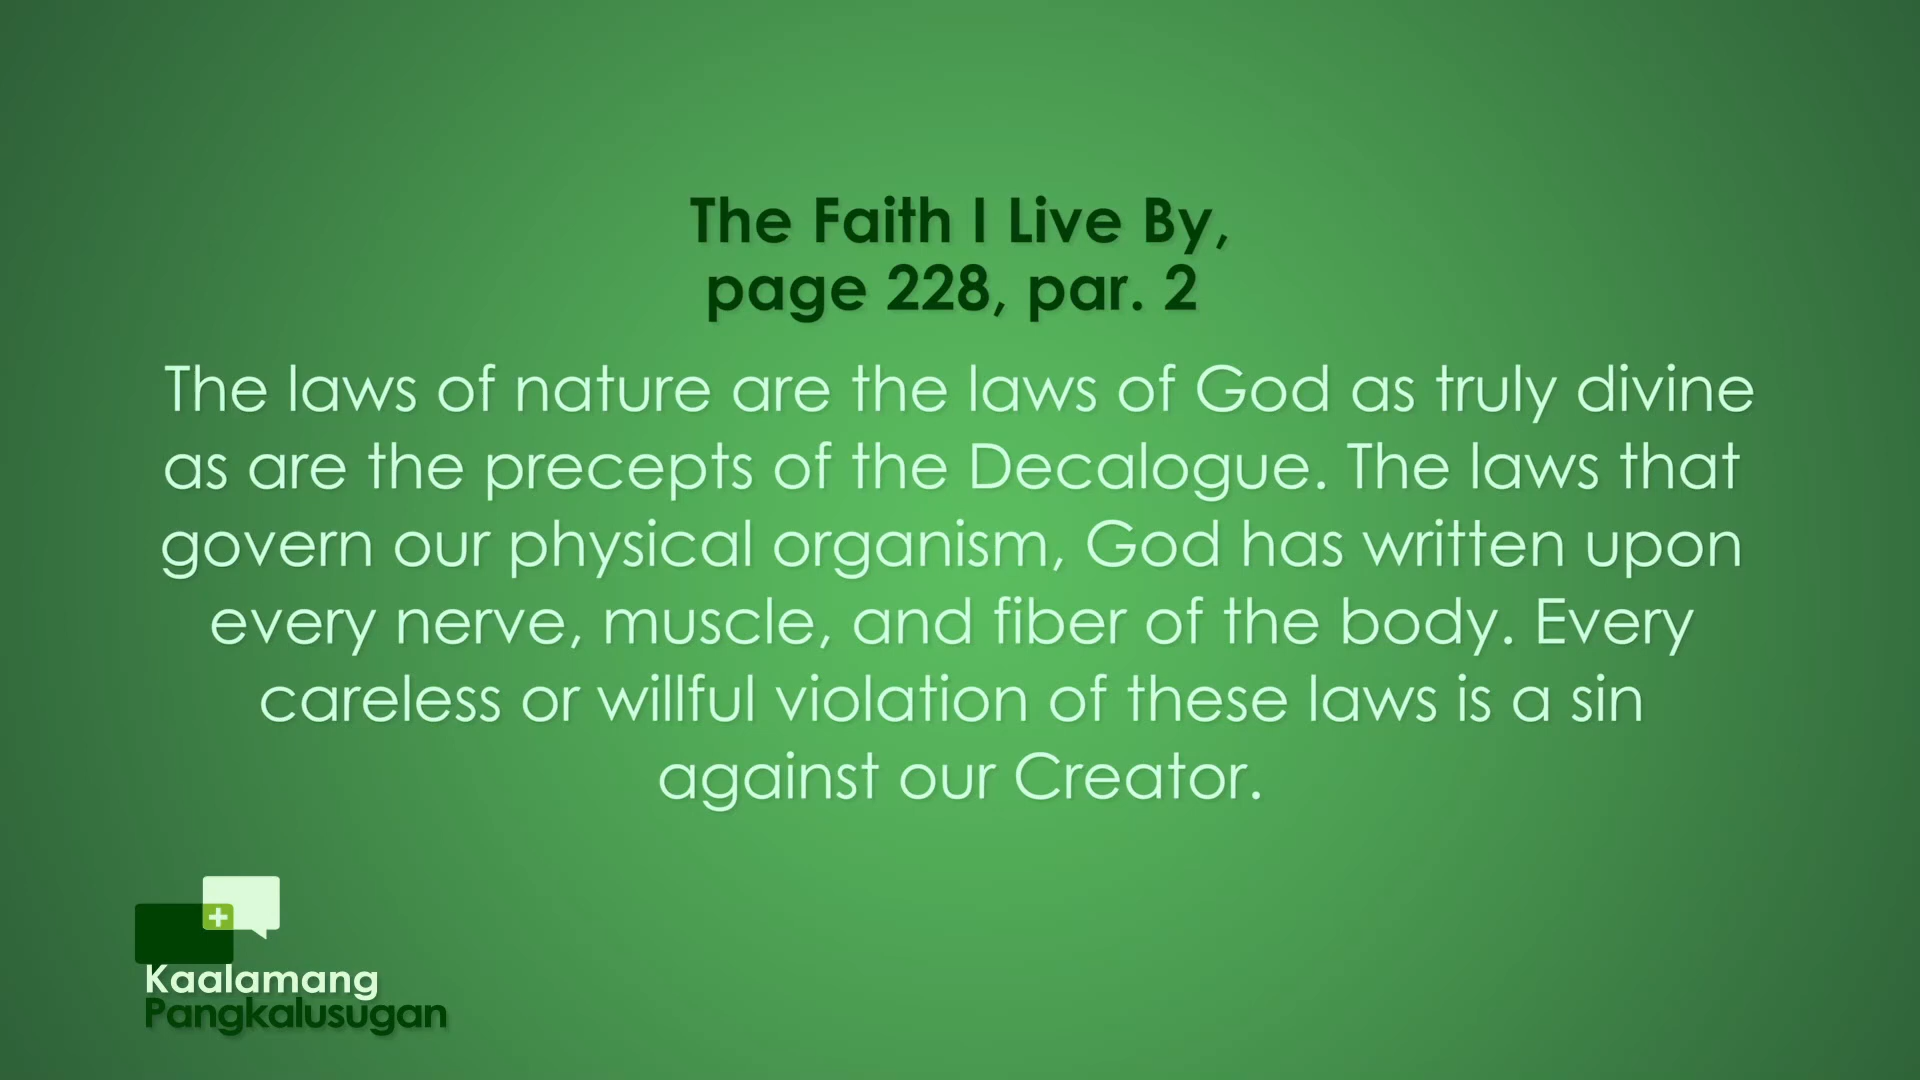 The Faith I Live By,
page 228, par. 2
The laws of nature are the laws of God as truly divine
as are the precepts of the Decalogue. The laws that
govern our physical organism, God has written upon
every nerve, muscle, and fiber of the body. Every
careless or willful violation of these laws is a sin
against our Creator.
Kaalamang
Pangkalusugan